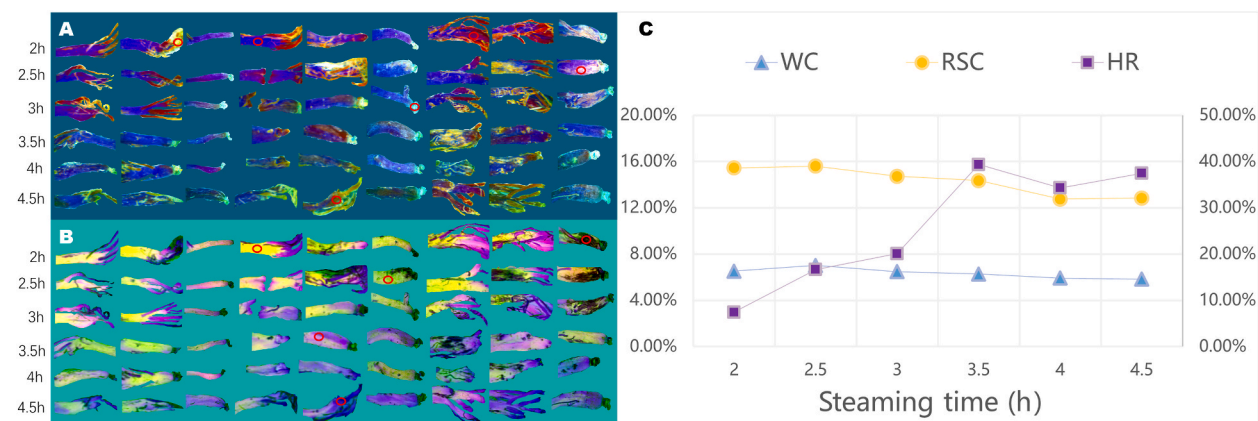 A
2h
2.5h
3h
3.5h
4h
4.5h
B
2h
2.5h
3h
3.5h
4h
4.5h
C
WC RSC HR
20.00% 50.00%
16.00% 40.00%
12.00% 30.00%
8.00% 20.00%
4.00% 10.00%
0.00% 0.00%
2 2.5 3 3.5 4 4.5
Steaming time (h)